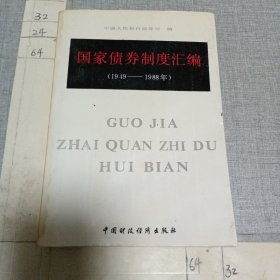 32
24
64
中国人民银行国库司 编
国家债券制度汇编
(1949——1988年)
GUO JIA
ZHAI QUAN ZHI DU
HUI BIAN
中国财政经济出版社
64
32